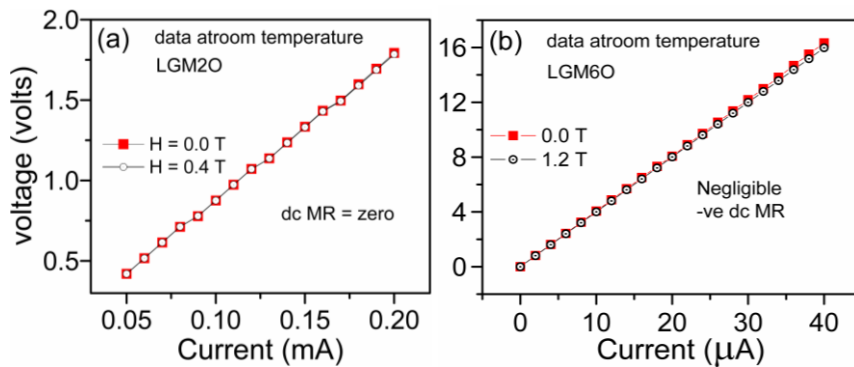 (a)
data atroom temperature
LGM2O
H = 0.0 T
H = 0.4 T
dc MR = zero
voltage (volts)
2.0
1.5
1.0
0.5
0.05 0.10 0.15 0.20
Current (mA)
(b)
data atroom temperature
LGM6O
0.0 T
1.2 T
Negligible
-ve dc MR
16
12
8
4
0
0 10 20 30 40
Current (μA)